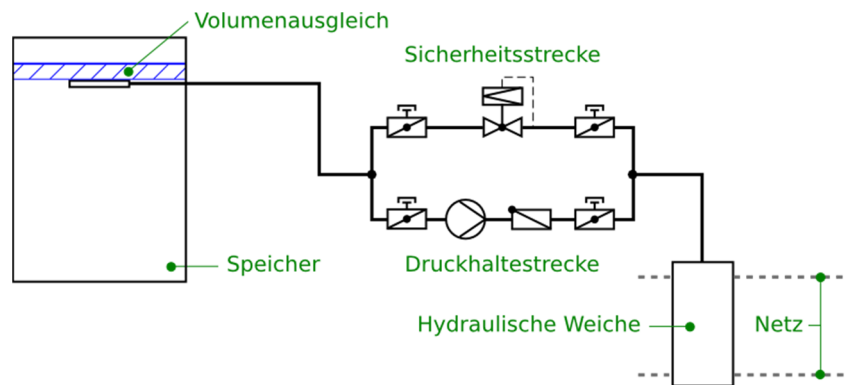 Volumenausgleich
Sicherheitsstrecke
Speicher
Druckhaltestrecke
Hydraulische Weiche
Netz